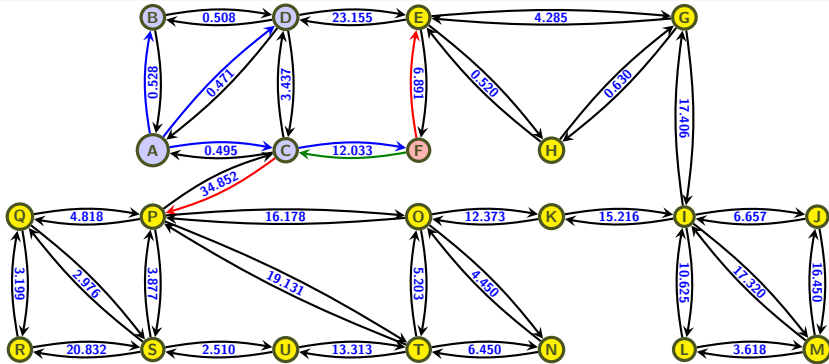 B 0.508 D 23.155 E 4.285 G
0.528 0.471 3.437 6.891 0.520 0.630 17.406
A 0.495 C 12.033 F H
34.852
Q 4.818 P 16.178 O 12.373 K 15.216 I 6.657 J
3.199 2.976 3.877 19.131 5.203 4.450 10.625 17.320 16.450
R 20.832 S 2.510 U 13.313 T 6.450 N L 3.618 M